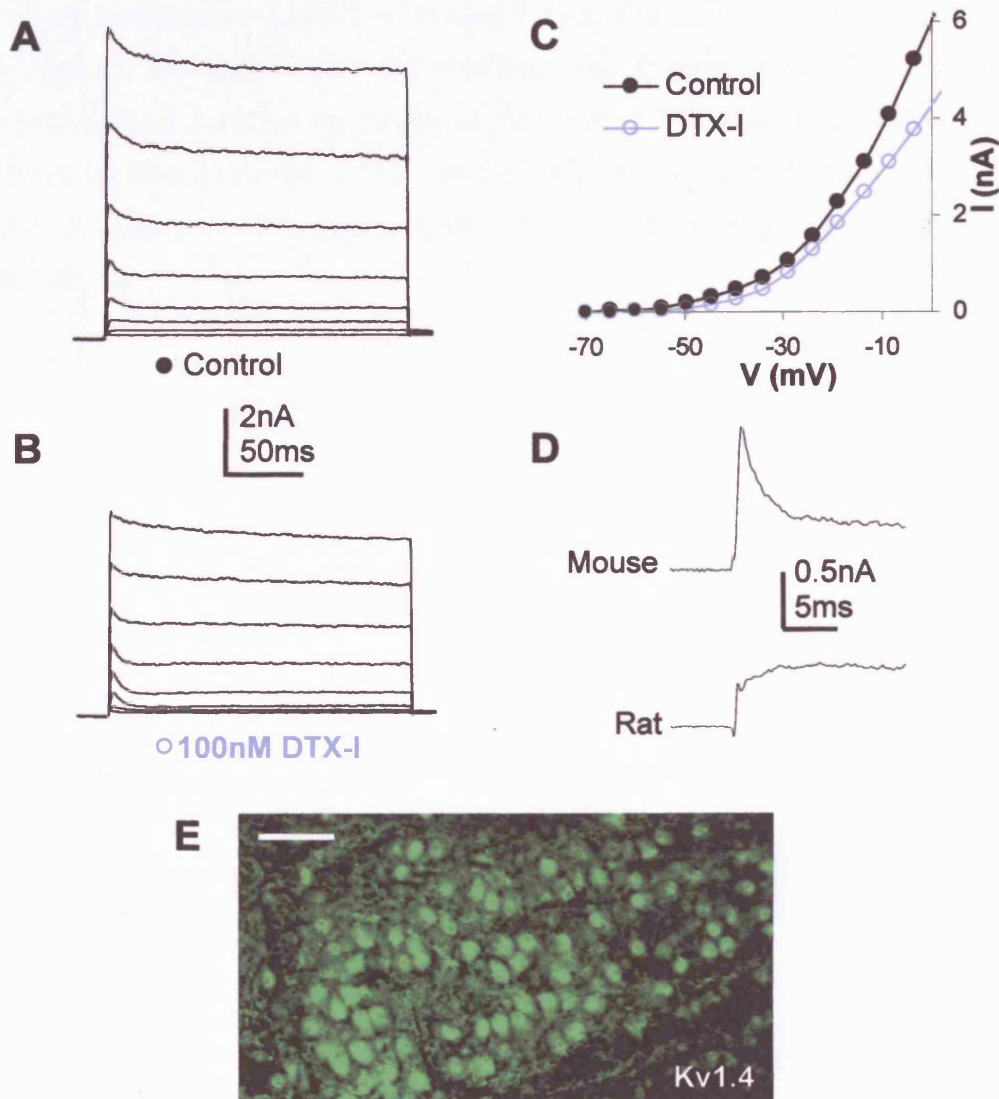 A
Control
2nA
50ms
B
100nM DTX-I
C
Control
DTX-I
6
4
2
0
I (nA)
-70
-50
-30
-10
V (mV)
D
Mouse
0.5nA
5ms
Rat
E
Kv1.4